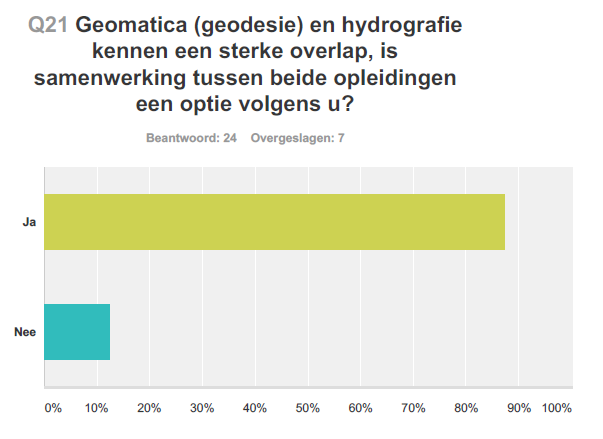 Q21 Geomatica (geodesie) en hydrografie
kennen een sterke overlap, is
samenwerking tussen beide opleidingen
een optie volgens u?
Beantwoord: 24 Overgeslagen: 7
Ja
Nee
0% 10% 20% 30% 40% 50% 60% 70% 80% 90% 100%